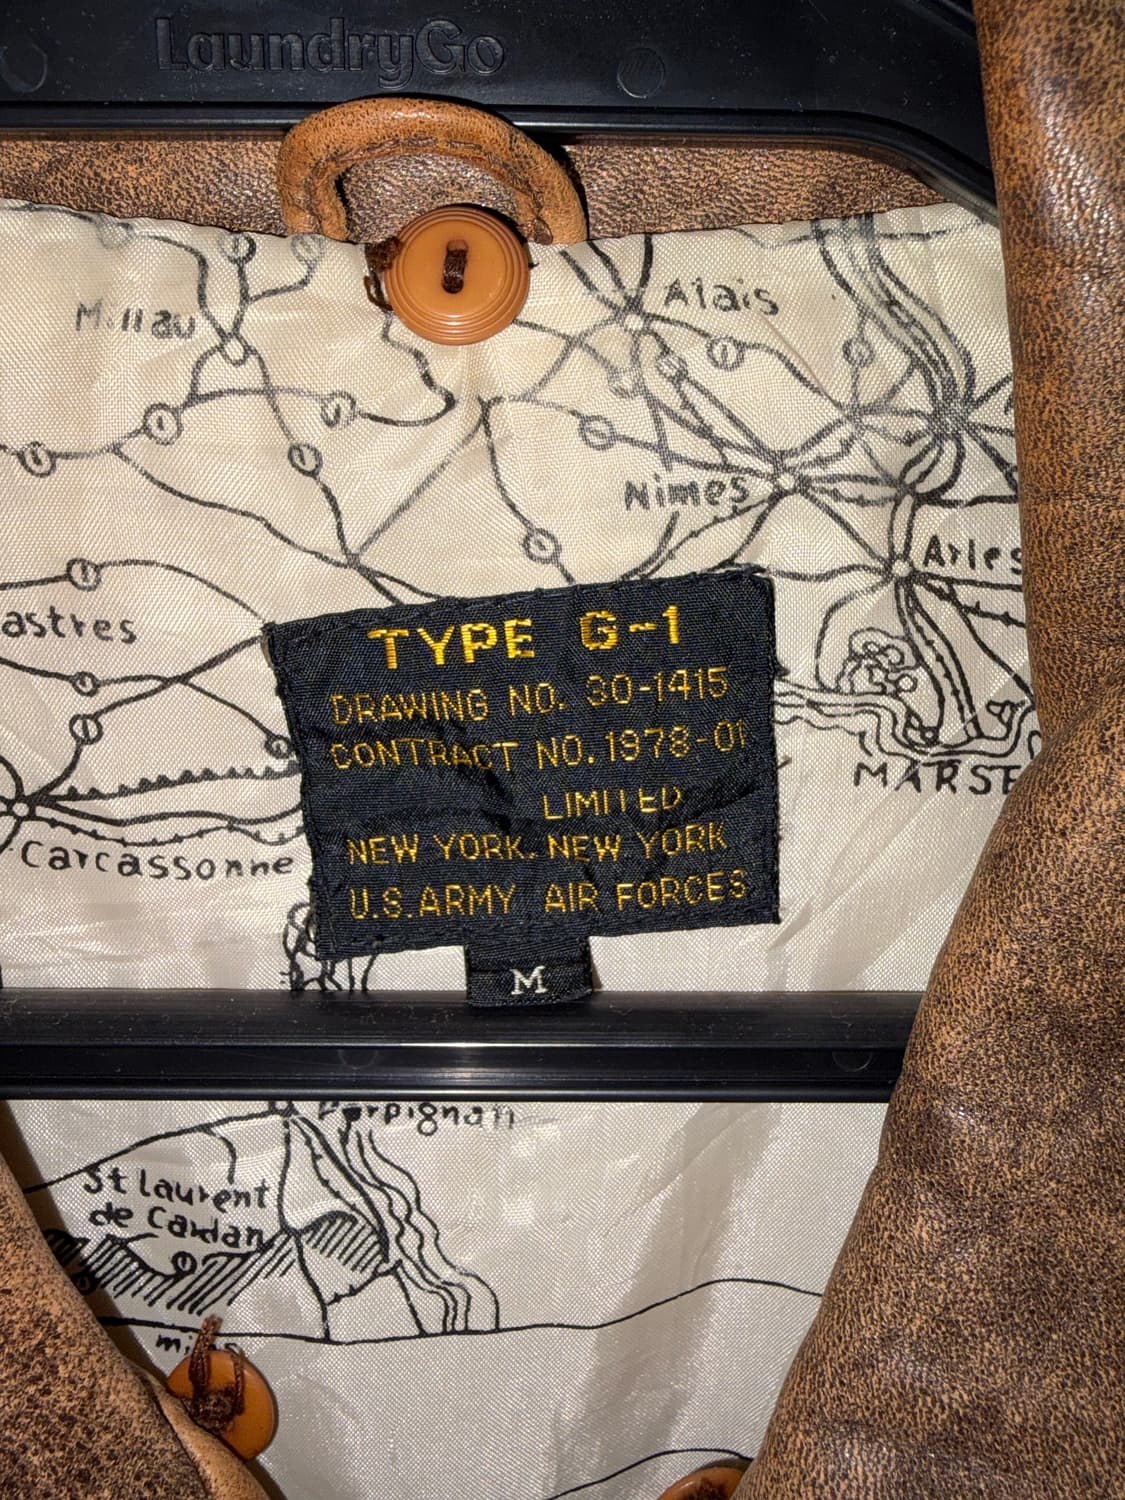 LaundryGo
Millau
Alais
Nimes
Arles
astres
TYPE G-1
DRAWING NO. 30-1415
CONTRACT NO. 1978-01
LIMITED
NEW YORK. NEW YORK
U.S. ARMY AIR FORCES
M
MARSE
Carcassonne
Perpignan
St Laurent
de Cardan